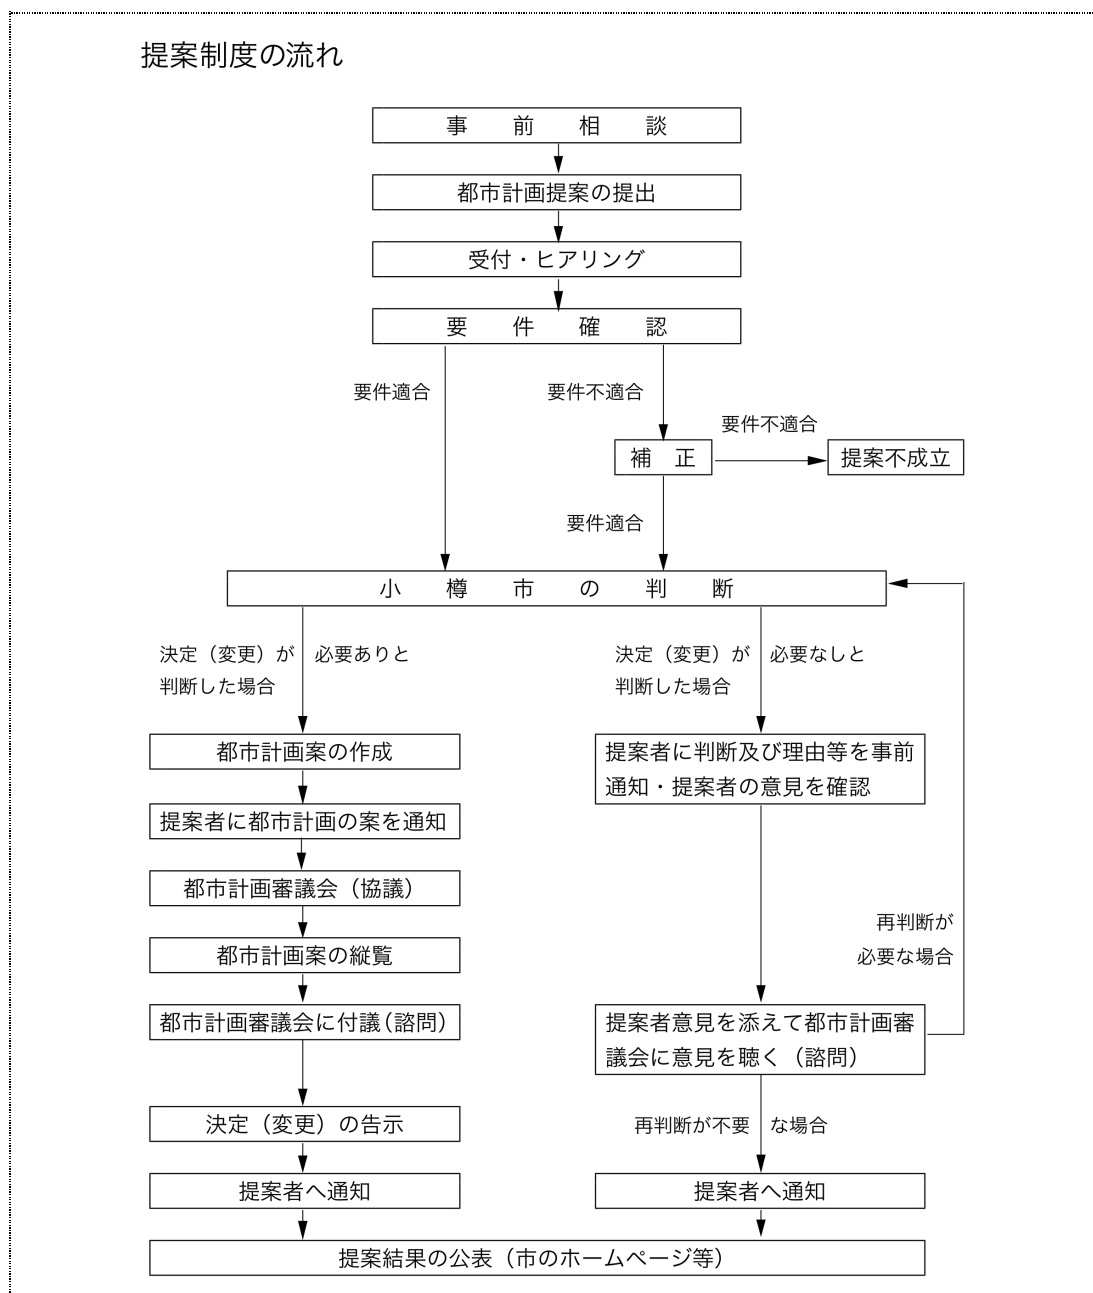 提案制度の流れ
事前相談
都市計画提案の提出
受付・ヒアリング
要件確認
要件適合
要件不適合
要件不適合
補正
提案不成立
要件適合
小樽市の判断
決定（変更）が必要ありと
判断した場合
決定（変更）が必要なしと
判断した場合
都市計画案の作成
提案者に都市計画の案を通知
都市計画審議会（協議）
都市計画案の縦覧
都市計画審議会に付議（諮問）
決定（変更）の告示
提案者へ通知
提案者に判断及び理由等を事前
通知・提案者の意見を確認
再判断が
必要な場合
提案者意見を添えて都市計画審
議会に意見を聴く（諮問）
再判断が不要な場合
提案者へ通知
提案結果の公表（市のホームページ等）